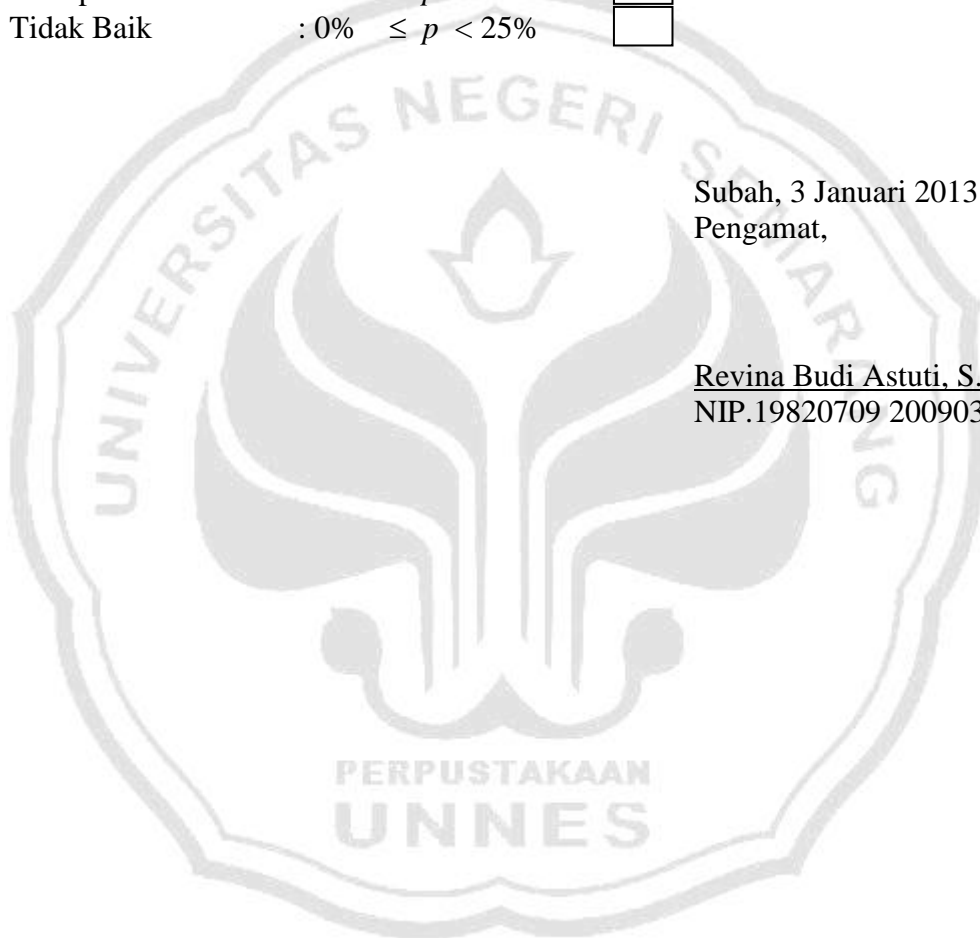 Tidak Baik : 0% ≤ p < 25%
UNIVERSITAS NEGERI SEMARANG
Subah, 3 Januari 2013
Pengamat,
Revina Budi Astuti, S.
NIP.19820709 200903
PERPUSTAKAAN
UNNES